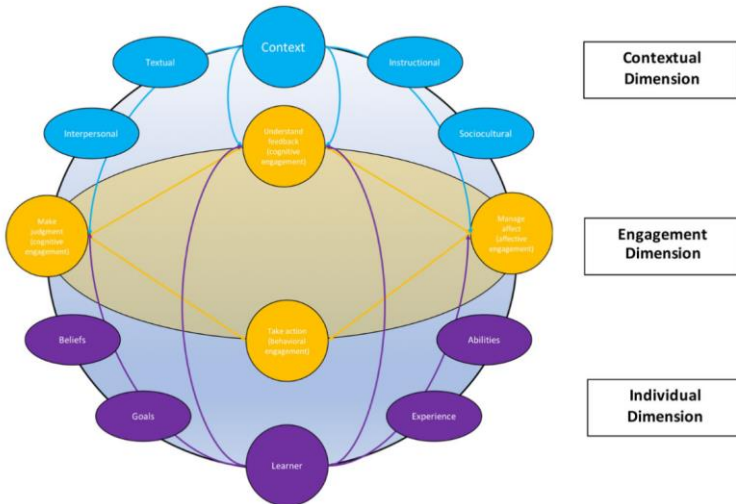 Context
Textual
Instructional
Interpersonal
Sociocultural
Understand
feedback
(cognitive
engagement)
Make
judgment
(cognitive
engagement)
Manage
affect
(affective
engagement)
Take action
(behavioral
engagement)
Beliefs
Abilities
Goals
Experience
Learner
Contextual
Dimension
Engagement
Dimension
Individual
Dimension